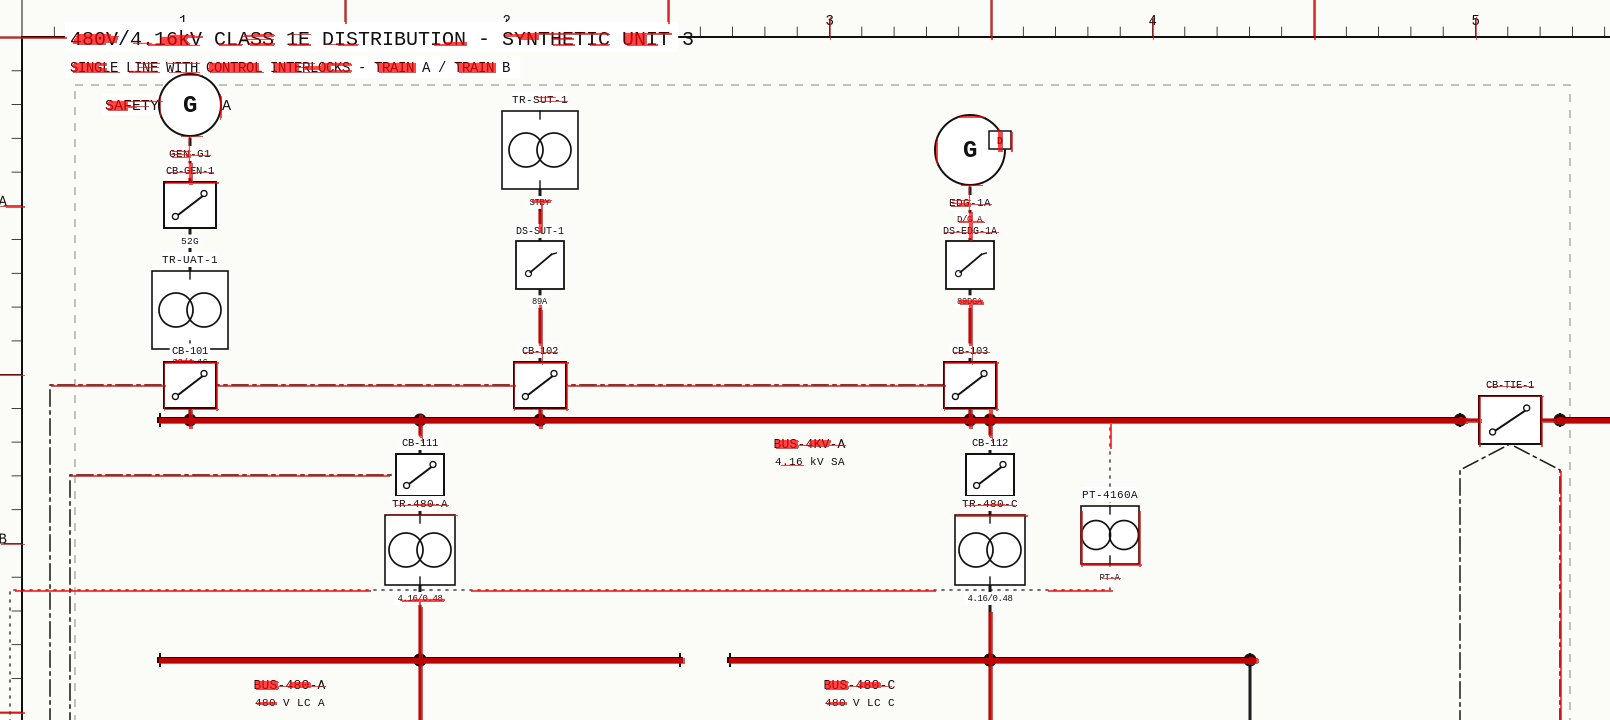 1 2 3 4 5
480V/4.16kV CLASS 1E DISTRIBUTION - SYNTHETIC UNIT 3
SINGLE LINE WITH CONTROL INTERLOCKS - TRAIN A / TRAIN B
SAFETY A
G
GEN-G1
CB-GEN-1
52G
TR-UAT-1
CB-101
TR-SUT-1
STBY
DS-SUT-1
89A
CB-102
G
D
EDG-1A
D/G A
DS-EDG-1A
CB-103
CB-TIE-1
A
B
CB-111
BUS-4KV-A
4.16 kV SA
CB-112
TR-480-A
4.16/0.48
TR-480-C
4.16/0.48
PT-4160A
PT-A
BUS-480-A
480 V LC A
BUS-480-C
480 V LC C